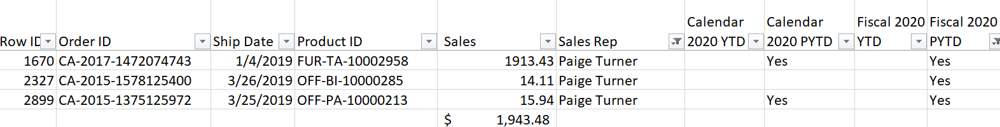 Calendar Calendar Fiscal 2020 Fiscal 2020
Row ID Order ID Ship Date Product ID Sales Sales Rep 2020 YTD 2020 PYTD YTD PYTD
1670 CA-2017-1472074743 1/4/2019 FUR-TA-10002958 1913.43 Paige Turner Yes Yes
2327 CA-2015-1578125400 3/26/2019 OFF-BI-10000285 14.11 Paige Turner Yes
2899 CA-2015-1375125972 3/25/2019 OFF-PA-10000213 15.94 Paige Turner Yes Yes
$ 1,943.48